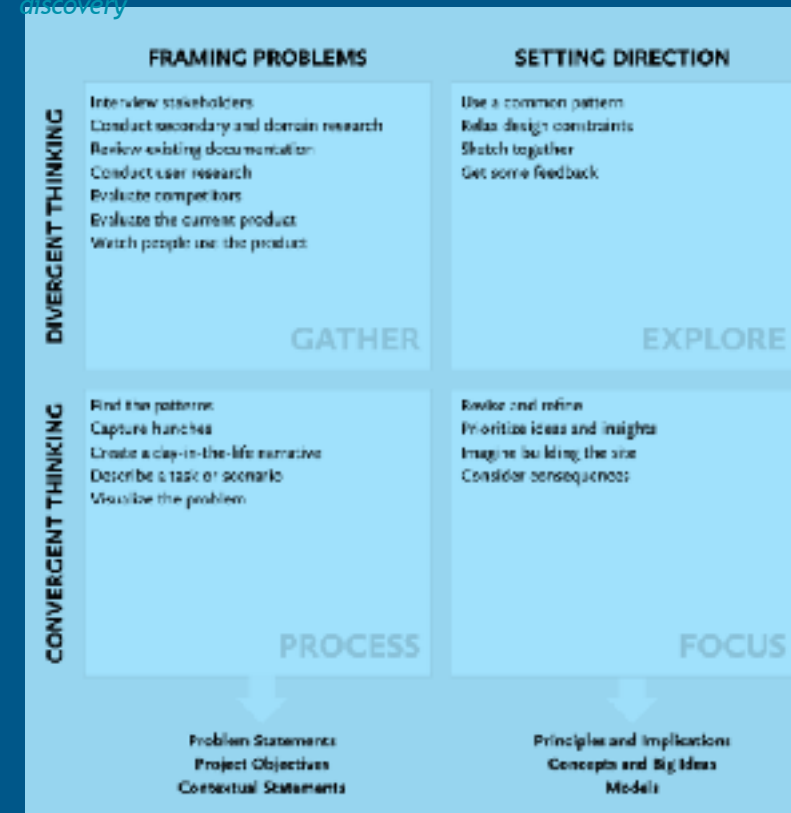 discovery
FRAMING PROBLEMS
SETTING DIRECTION
DIVERGENT THINKING
Interview stakeholders
Conduct secondary and domain research
Review existing documentation
Conduct user research
Evaluate competitors
Evaluate the current product
Watch people use the product
GATHER
Use a common pattern
Relax design constraints
Sketch together
Get some feedback
EXPLORE
CONVERGENT THINKING
Find the patterns
Capture hunches
Create a day-in-the-life narrative
Describe a task or scenario
Visualize the problem
PROCESS
Revise and refine
Prioritize ideas and insights
Imagine building the site
Consider consequences
FOCUS
Problem Statements
Project Objectives
Contextual Statements
Principles and Implications
Concepts and Big Ideas
Models